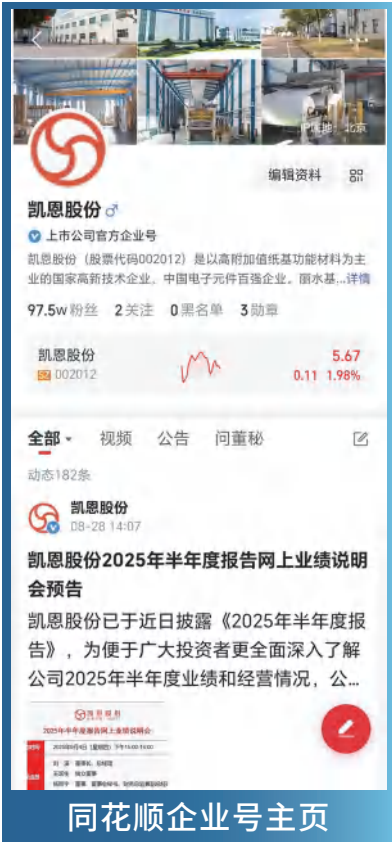 IP属地：北京
编辑资料
凯恩股份
上市公司官方企业号
凯恩股份（股票代码002012）是以高附加值纸基功能材料为主
业的国家高新技术企业，中国电子元件百强企业。丽水基...详情
97.5w粉丝 2关注 0黑名单 3勋章
凯恩股份
5.67
002012
0.11 1.98%
全部 视频 公告 问董秘
动态182条
凯恩股份
08-28 14:07
凯恩股份2025年半年度报告网上业绩说明
会预告
凯恩股份已于近日披露《2025年半年度报
告》，为便于广大投资者更全面深入了解
公司2025年半年度业绩和经营情况，公...
凯恩股份
2025年半年度报告网上业绩说明会
同花顺企业号主页